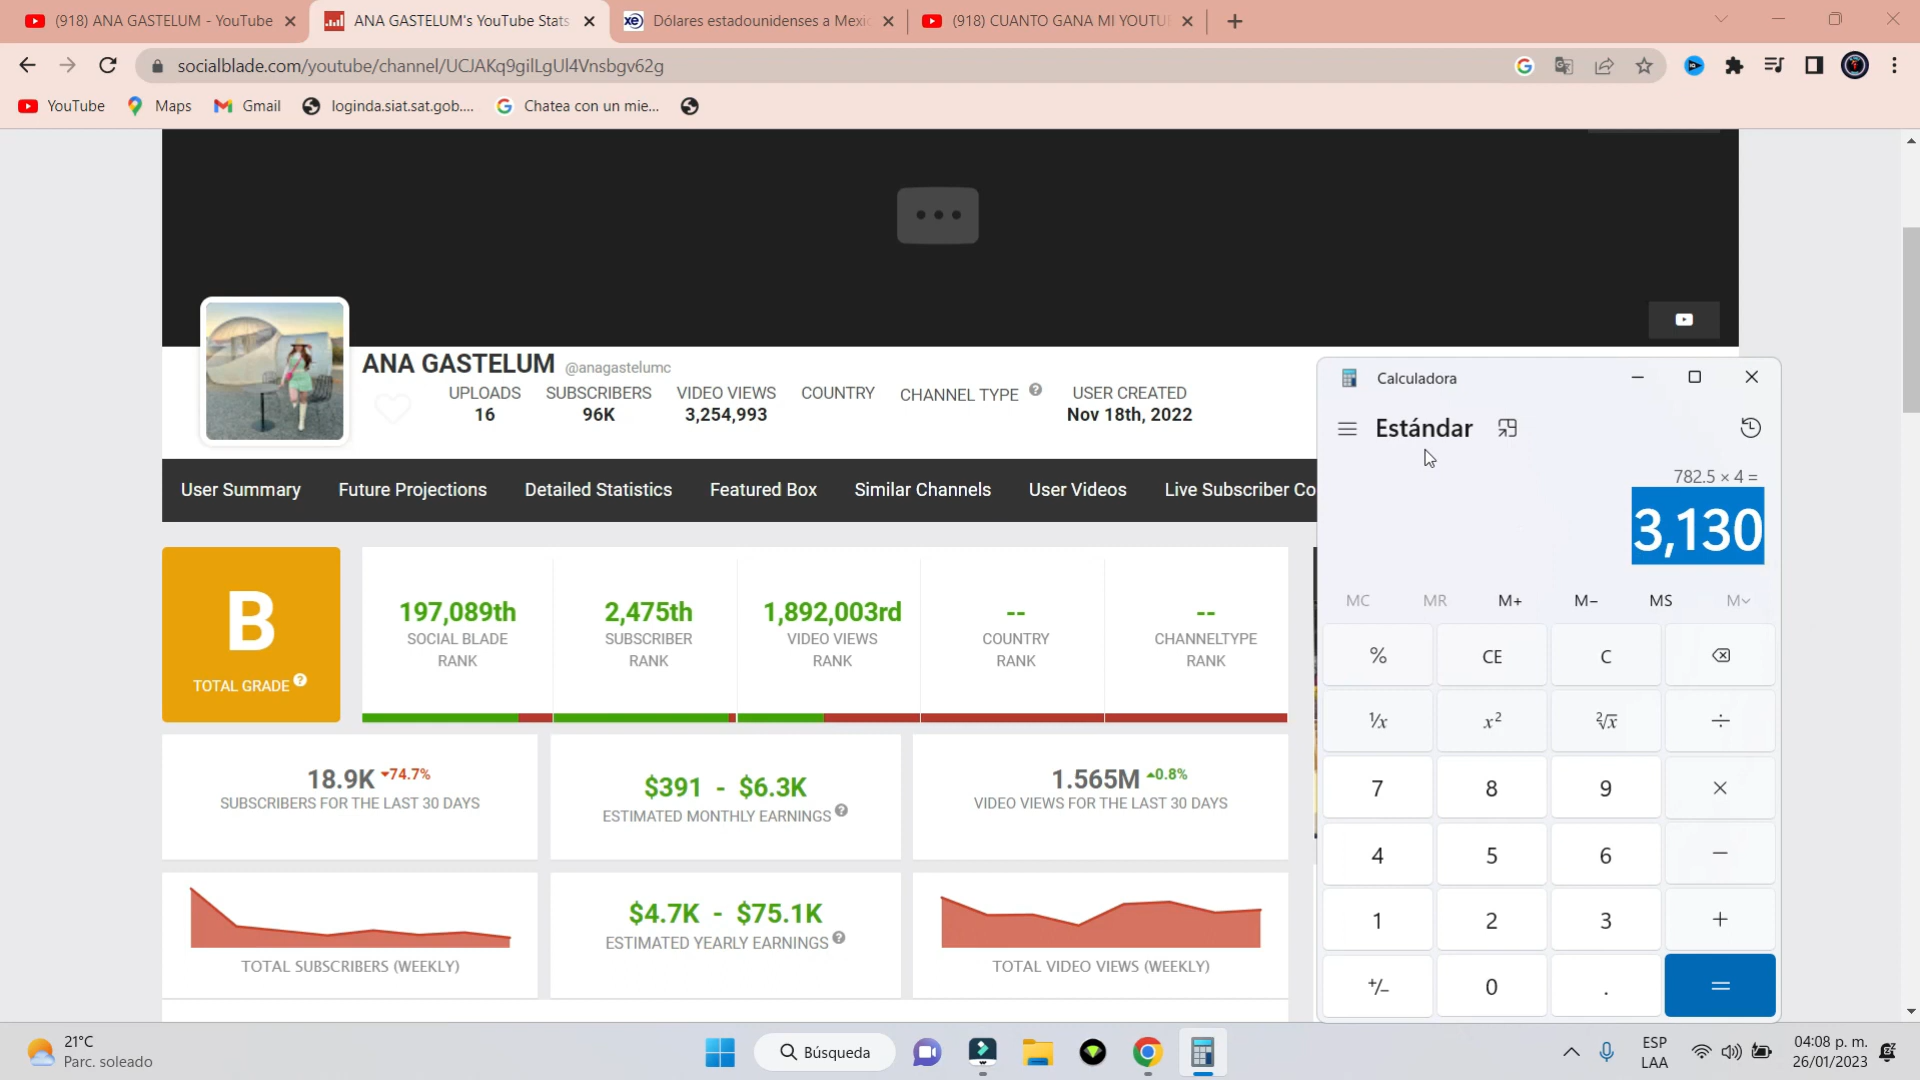 (918) ANA GASTELUM - YouTube
ANA GASTELUM's YouTube Stats
xe
Dólares estadounidenses a Mexic
(918) CUANTO GANA MI YOUTU
socialblade.com/youtube/channel/UCJAKq9gilLgUl4Vnsbgv62g
YouTube
Maps
Gmail
loginda.siat.sat.gob....
Chatea con un mie...
ANA GASTELUM @anagastelumc
UPLOADS
16
SUBSCRIBERS
96K
VIDEO VIEWS
3,254,993
COUNTRY
CHANNEL TYPE ?
USER CREATED
Nov 18th, 2022
User Summary
Future Projections
Detailed Statistics
Featured Box
Similar Channels
User Videos
Live Subscriber Co
B
TOTAL GRADE ?
197,089th
SOCIAL BLADE
RANK
2,475th
SUBSCRIBER
RANK
1,892,003rd
VIDEO VIEWS
RANK
--
COUNTRY
RANK
--
CHANNELTYPE
RANK
18.9K 74.7%
SUBSCRIBERS FOR THE LAST 30 DAYS
$391 - $6.3K
ESTIMATED MONTHLY EARNINGS ?
1.565M 0.8%
VIDEO VIEWS FOR THE LAST 30 DAYS
TOTAL SUBSCRIBERS (WEEKLY)
$4.7K - $75.1K
ESTIMATED YEARLY EARNINGS ?
TOTAL VIDEO VIEWS (WEEKLY)
Calculadora
Estándar
782.5 × 4 =
3,130
MC MR M+ M− MS M
% CE C
¹/x x² ²√x ÷
7 8 9 ×
4 5 6 −
1 2 3 +
+/− 0 . =
21°C
Parc. soleado
Búsqueda
ESP
LAA
04:08 p. m.
26/01/2023